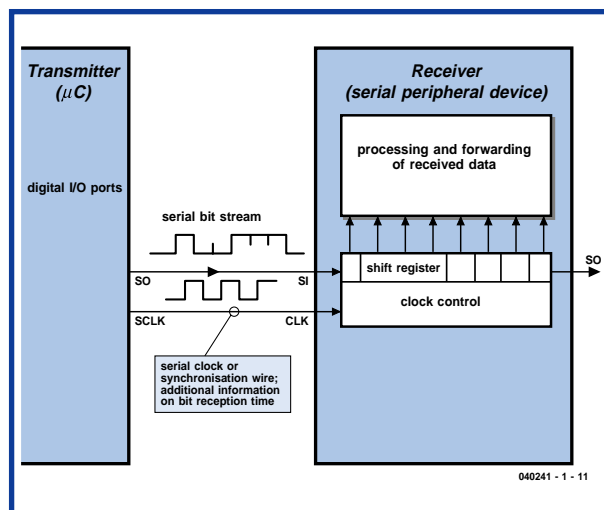 Transmitter
(μC)
digital I/O ports
serial bit stream
SO
SI
SCLK
CLK
serial clock or
synchronisation wire;
additional information
on bit reception time
Receiver
(serial peripheral device)
processing and forwarding
of received data
shift register
clock control
SO
040241 - 1 - 11